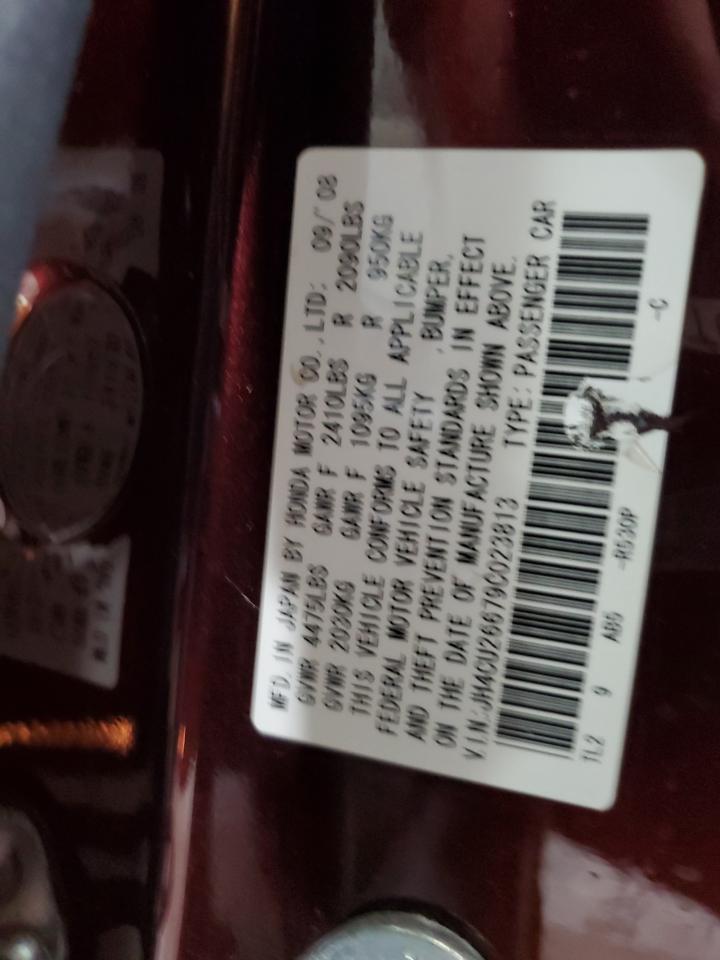 MFD. IN JAPAN BY HONDA MOTOR CO., LTD: 09/'08
GVWR 4475LBS GAWR F 2410LBS R 2090LBS
GVWR 2030KG GAWR F 1095KG R 950KG
THIS VEHICLE CONFORMS TO ALL APPLICABLE
FEDERAL MOTOR VEHICLE SAFETY , BUMPER,
AND THEFT PREVENTION STANDARDS IN EFFECT
ON THE DATE OF MANUFACTURE SHOWN ABOVE.
V.I.N:JH4CU26679C023813 TYPE: PASSENGER CAR
TL2 9 AB5 -R530P -C